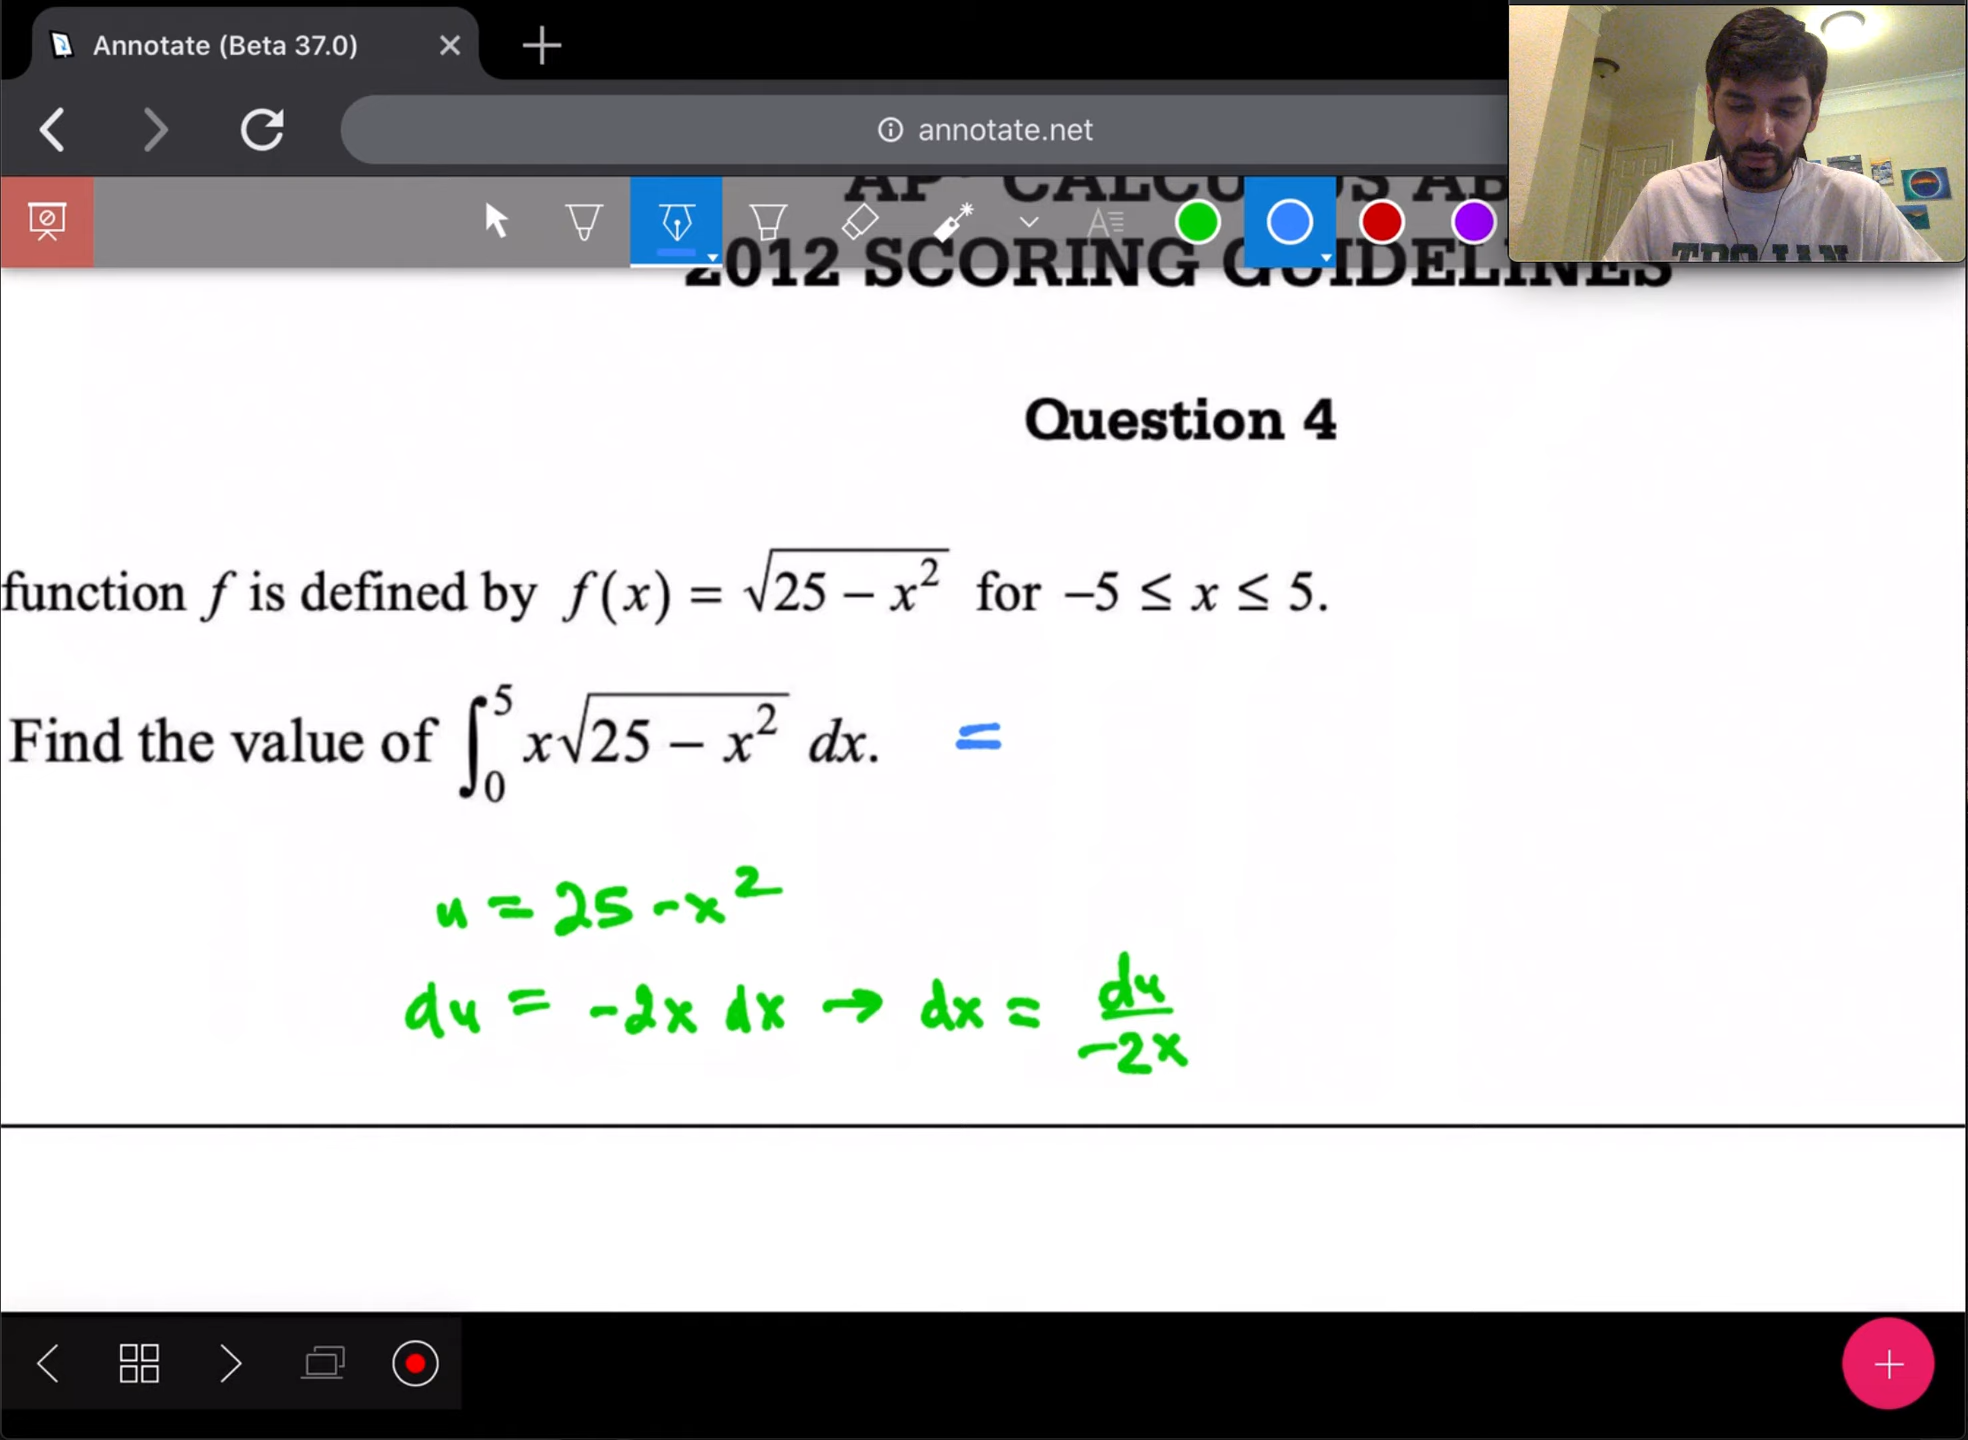 Annotate (Beta 37.0)
annotate.net
AP® CALCULUS AB
2012 SCORING GUIDELINES
Question 4
function f is defined by f(x) = √25 − x² for −5 ≤ x ≤ 5.
Find the value of ∫₀⁵ x√25 − x² dx. =
u = 25 -x²
du = -2x dx → dx = du/-2x
TROJAN